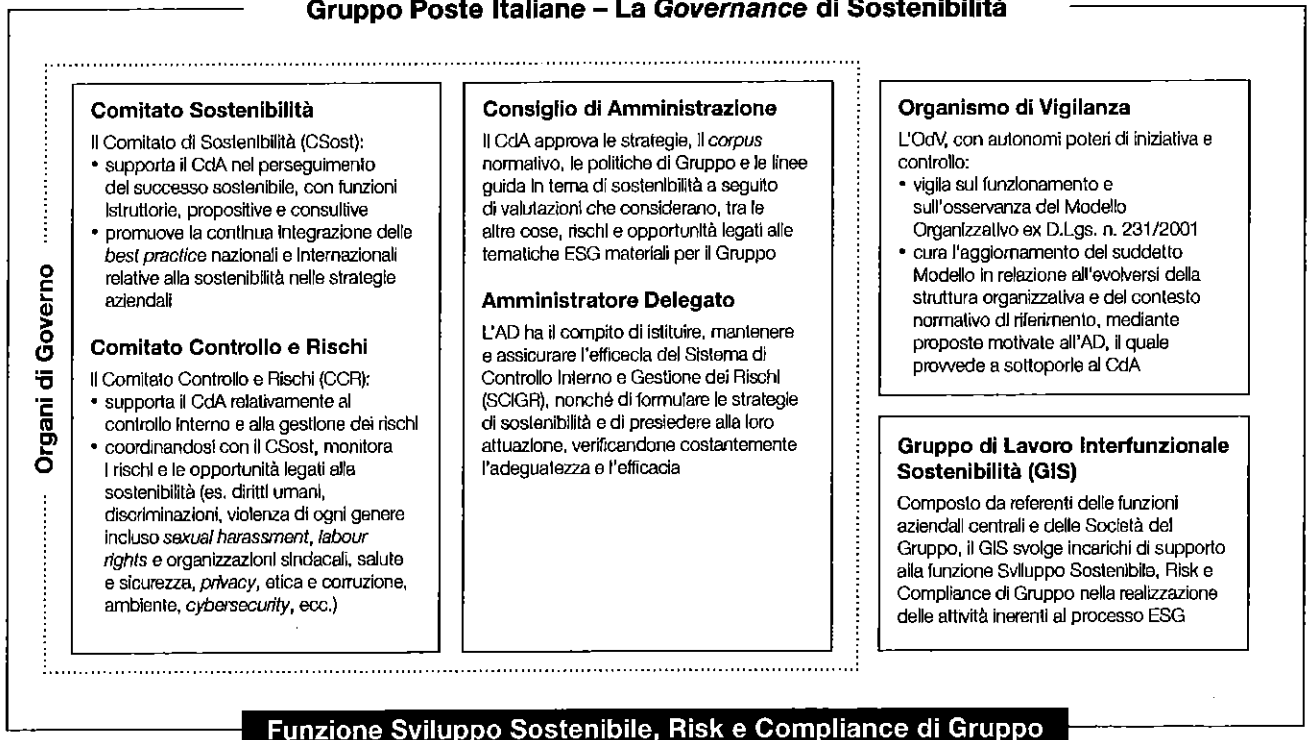 Gruppo Poste Italiane – La Governance di Sostenibilità
Organi di Governo
Comitato Sostenibilità
Il Comitato di Sostenibilità (CSost):
• supporta il CdA nel perseguimento
del successo sostenibile, con funzioni
istruttorie, propositive e consultive
• promuove la continua integrazione delle
best practice nazionali e internazionali
relative alla sostenibilità nelle strategie
aziendali
Comitato Controllo e Rischi
Il Comitato Controllo e Rischi (CCR):
• supporta il CdA relativamente al
controllo interno e alla gestione dei rischi
• coordinandosi con il CSost, monitora
i rischi e le opportunità legati alla
sostenibilità (es. diritti umani,
discriminazioni, violenza di ogni genere
incluso sexual harassment, labour
rights e organizzazioni sindacali, salute
e sicurezza, privacy, etica e corruzione,
ambiente, cybersecurity, ecc.)
Consiglio di Amministrazione
Il CdA approva le strategie, il corpus
normativo, le politiche di Gruppo e le linee
guida in tema di sostenibilità a seguito
di valutazioni che considerano, tra le
altre cose, rischi e opportunità legati alle
tematiche ESG materiali per il Gruppo
Amministratore Delegato
L'AD ha il compito di istituire, mantenere
e assicurare l'efficacia del Sistema di
Controllo Interno e Gestione dei Rischi
(SCIGR), nonché di formulare le strategie
di sostenibilità e di presiedere alla loro
attuazione, verificandone costantemente
l'adeguatezza e l'efficacia
Organismo di Vigilanza
L'OdV, con autonomi poteri di iniziativa e
controllo:
• vigila sul funzionamento e
sull'osservanza del Modello
Organizzativo ex D.Lgs. n. 231/2001
• cura l'aggiornamento del suddetto
Modello in relazione all'evolversi della
struttura organizzativa e del contesto
normativo di riferimento, mediante
proposte motivate all'AD, il quale
provvede a sottoporle al CdA
Gruppo di Lavoro Interfunzionale
Sostenibilità (GIS)
Composto da referenti delle funzioni
aziendali centrali e delle Società del
Gruppo, il GIS svolge incarichi di supporto
alla funzione Sviluppo Sostenibile, Risk e
Compliance di Gruppo nella realizzazione
delle attività inerenti al processo ESG
Funzione Sviluppo Sostenibile, Risk e Compliance di Gruppo